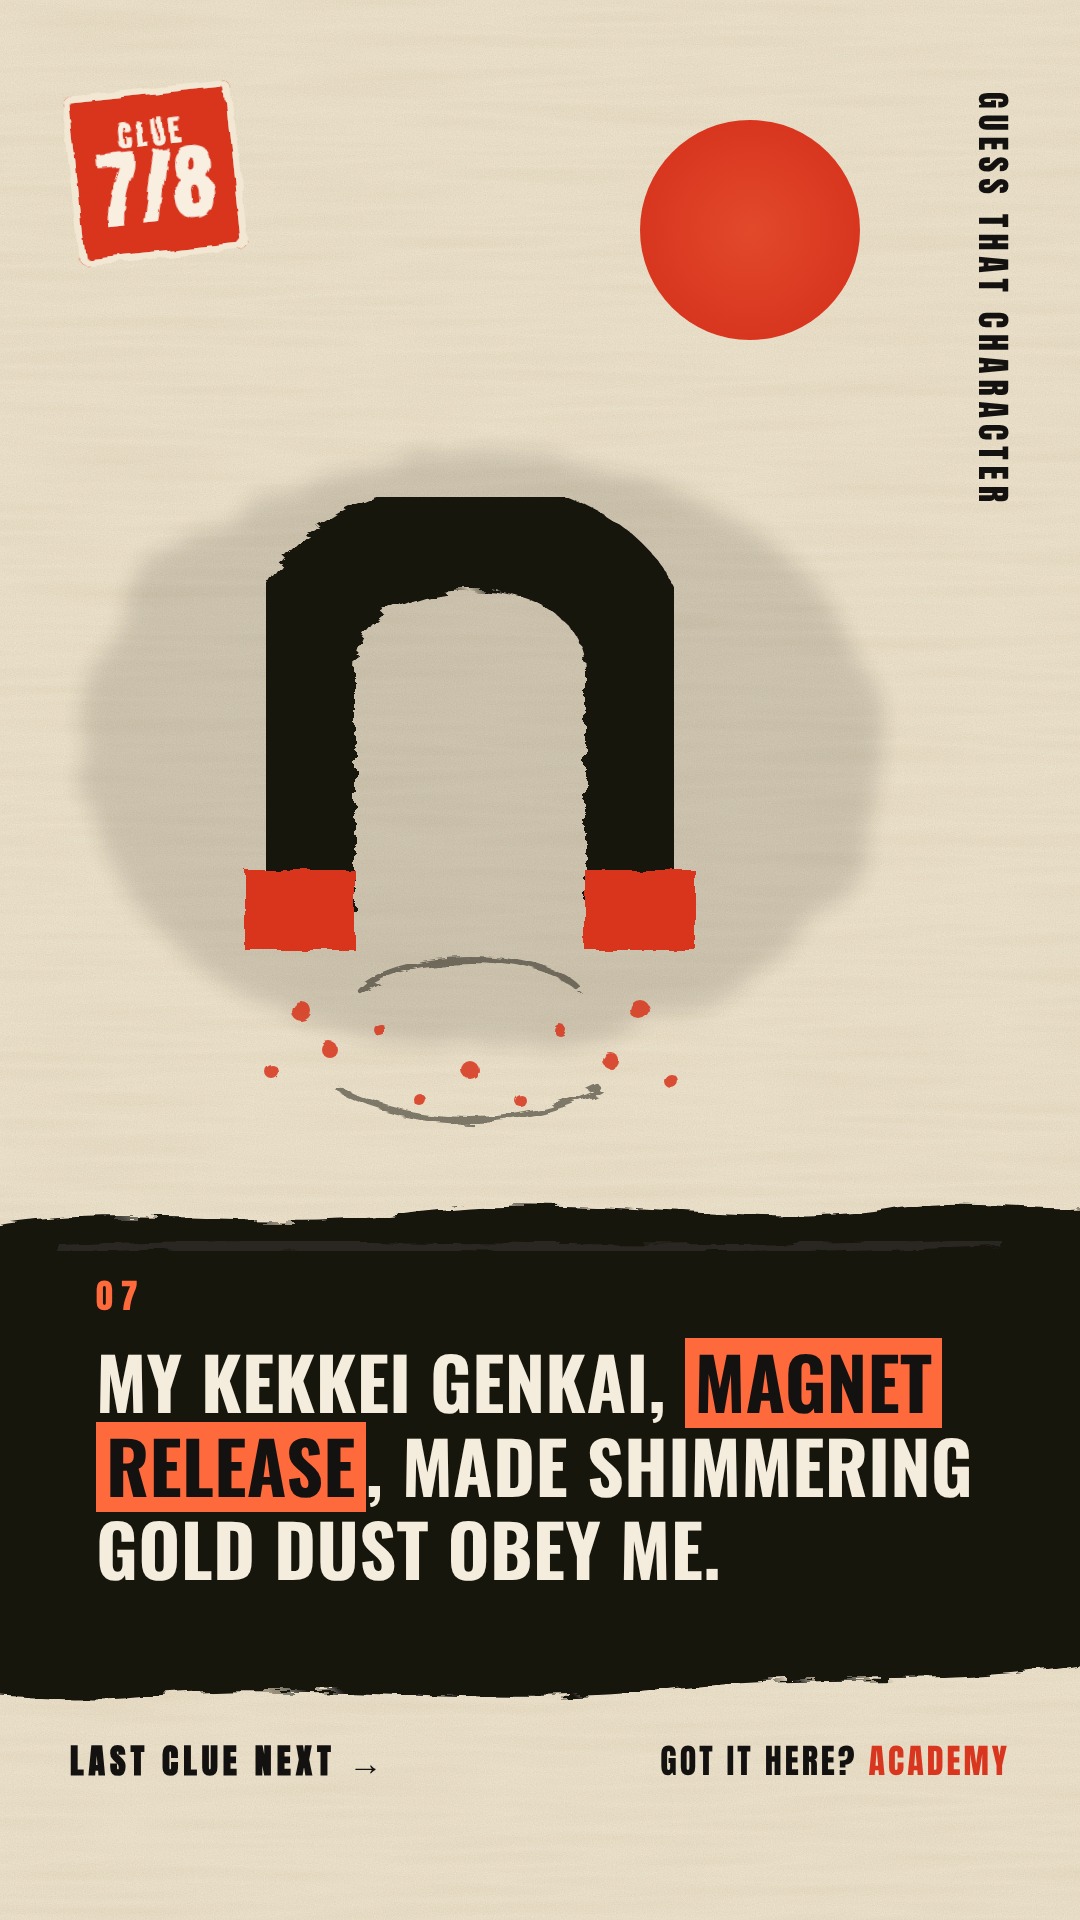 CLUE
7/8
GUESS THAT CHARACTER
07
MY KEKKEI GENKAI, MAGNET
RELEASE, MADE SHIMMERING
GOLD DUST OBEY ME.
LAST CLUE NEXT →
GOT IT HERE? ACADEMY